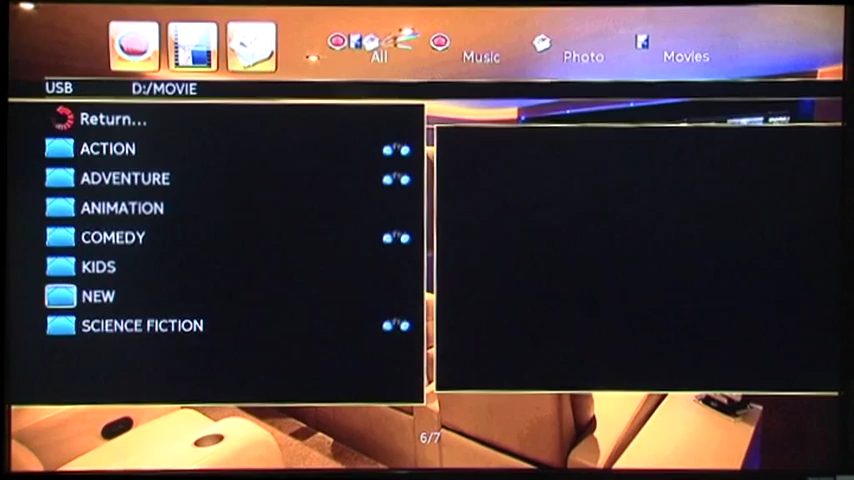 All Music Photo Movies
USB D:/MOVIE
Return...
ACTION
ADVENTURE
ANIMATION
COMEDY
KIDS
NEW
SCIENCE FICTION
6/7